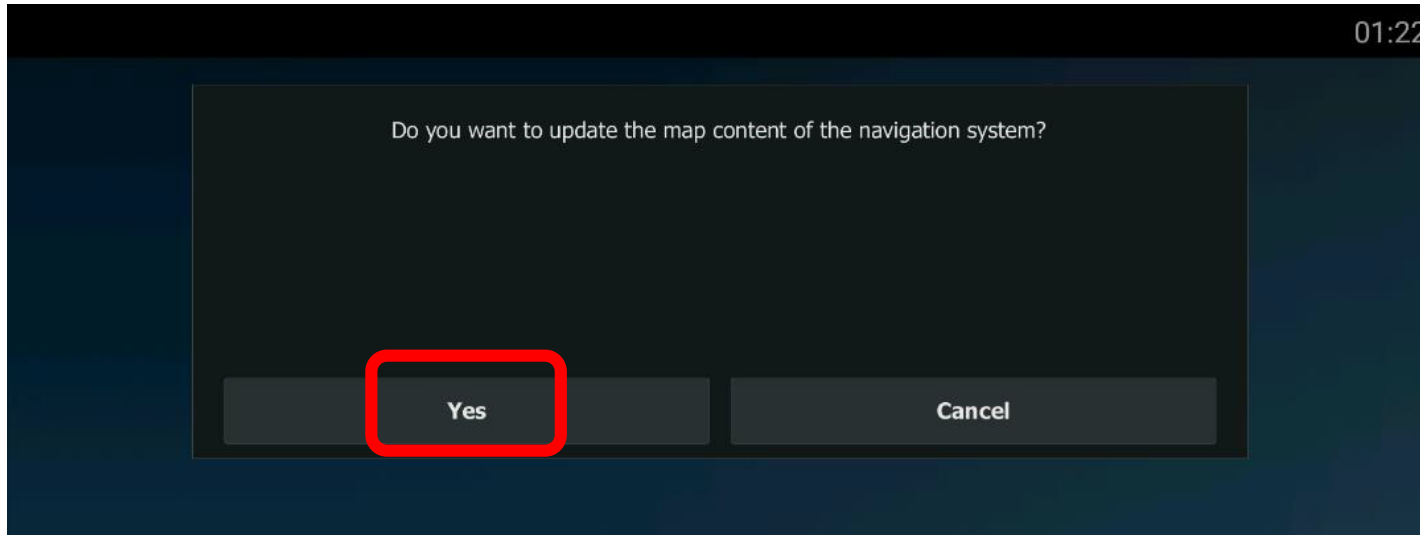 01:22
Do you want to update the map content of the navigation system?
Yes
Cancel